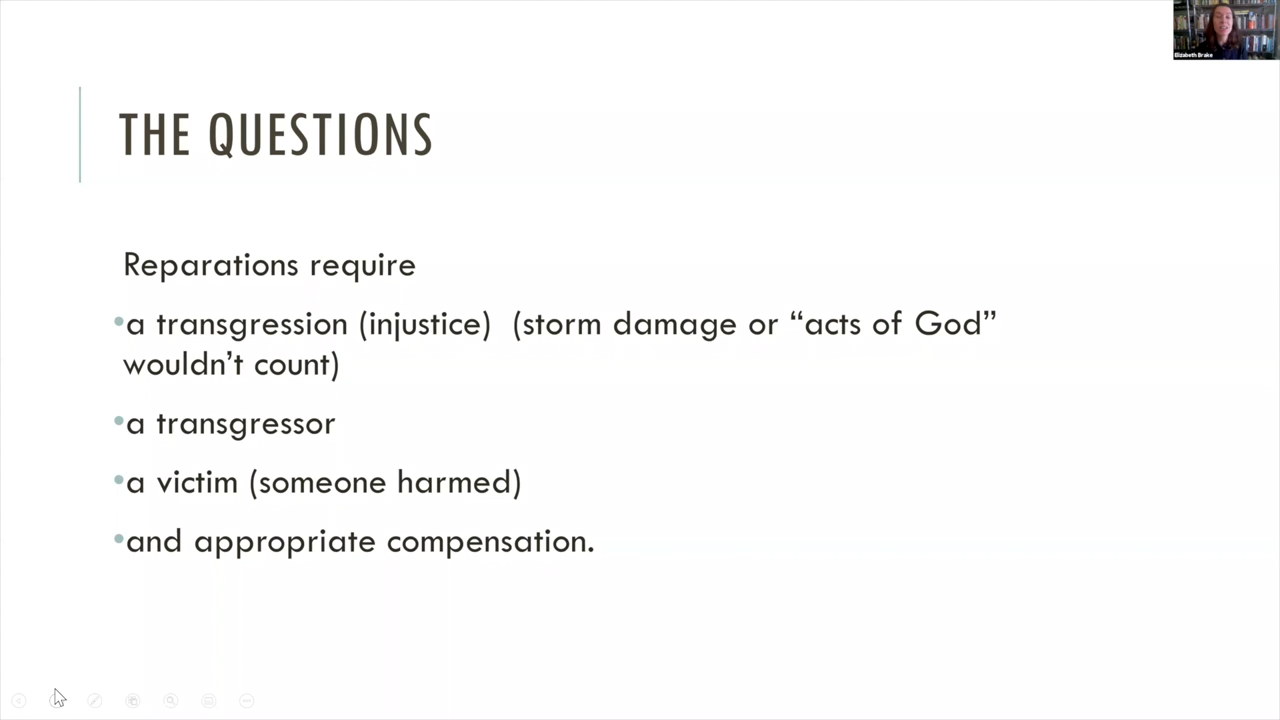 Elizabeth Brake
THE QUESTIONS
Reparations require
•a transgression (injustice)  (storm damage or “acts of God”
wouldn’t count)
•a transgressor
•a victim (someone harmed)
•and appropriate compensation.